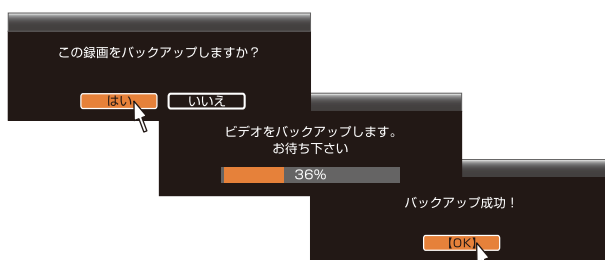 この録画をバックアップしますか？
はい
いいえ
ビデオをバックアップします。
お待ち下さい
36%
バックアップ成功！
【OK】